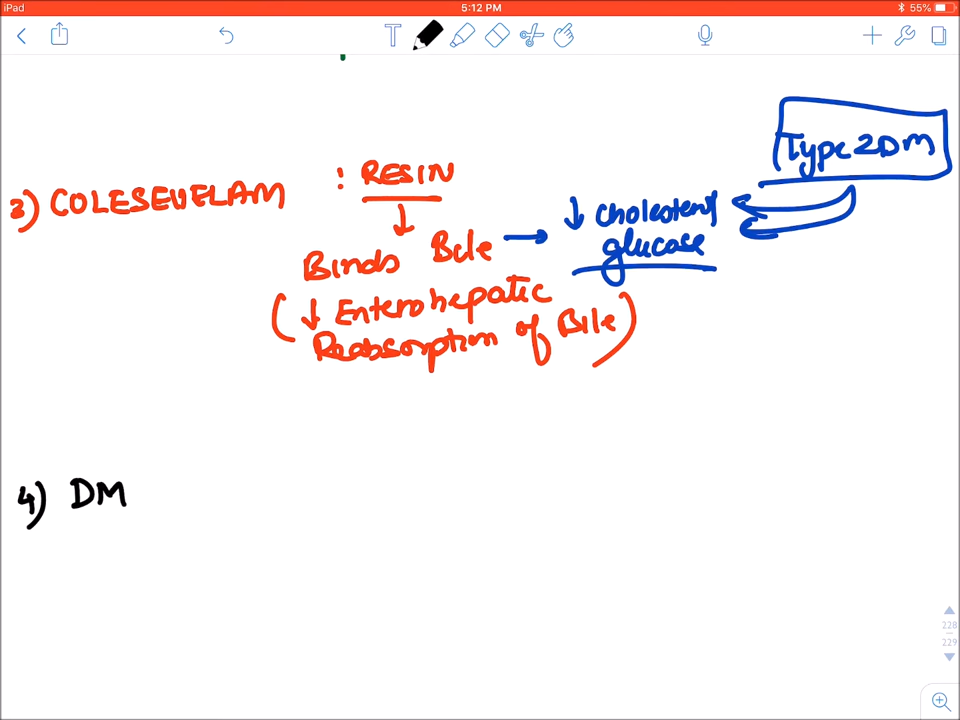 iPad
5:12 PM
55%
T
Type 2 DM
3) COLESEVELAM : RESIN
↓
Binds Bile → ↓ cholesterol
glucose
(↓ Enterohepatic
Reabsorption of Bile)
4) DM
228
229